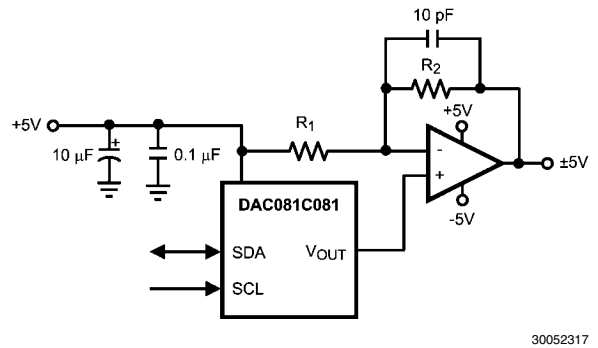 10 pF
R2
+5V
R1
+5V
10 µF
+
0.1 µF
-
+
±5V
DAC081C081
-5V
SDA
VOUT
SCL
30052317